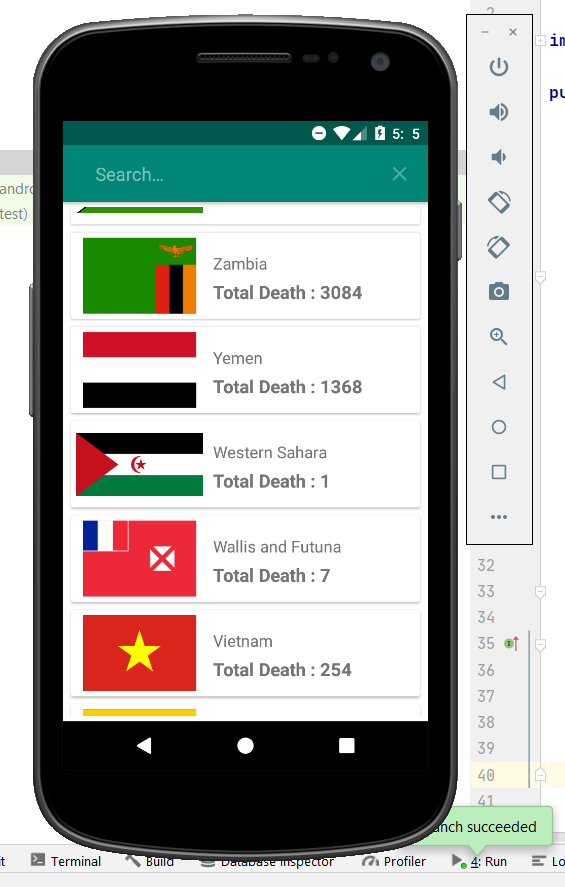 2
im
pu
5: 5
Search...
andro
test)
Zambia
Total Death : 3084
Yemen
Total Death : 1368
Western Sahara
Total Death : 1
Wallis and Futuna
Total Death : 7
Vietnam
Total Death : 254
32
33
34
35
36
37
38
39
40
41
unch succeeded
it Terminal Build Database Inspector Profiler 4: Run Lo